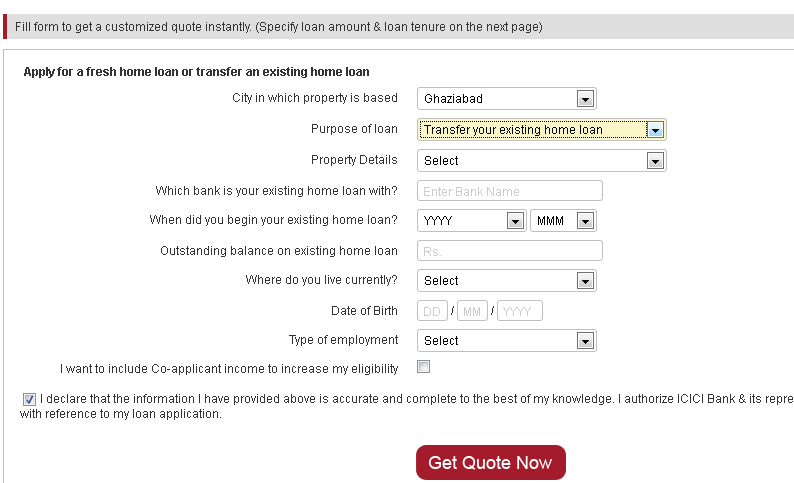 Fill form to get a customized quote instantly. (Specify loan amount & loan tenure on the next page)
Apply for a fresh home loan or transfer an existing home loan
City in which property is based Ghaziabad
Purpose of loan Transfer your existing home loan
Property Details Select
Which bank is your existing home loan with? Enter Bank Name
When did you begin your existing home loan? YYYY MMM
Outstanding balance on existing home loan Rs.
Where do you live currently? Select
Date of Birth DD / MM / YYYY
Type of employment Select
I want to include Co-applicant income to increase my eligibility
I declare that the information I have provided above is accurate and complete to the best of my knowledge. I authorize ICICI Bank & its repre
with reference to my loan application.
Get Quote Now